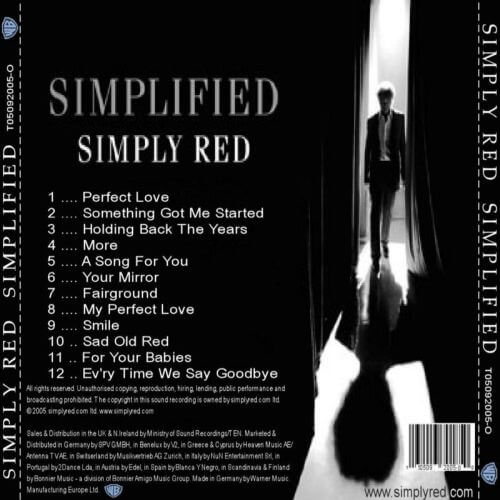 SIMPLY RED SIMPLIFIED T05092005-O
SIMPLIFIED
SIMPLY RED
1 .... Perfect Love
2 .... Something Got Me Started
3 .... Holding Back The Years
4 .... More
5 .... A Song For You
6 .... Your Mirror
7 .... Fairground
8 .... My Perfect Love
9 .... Smile
10 .. Sad Old Red
11 .. For Your Babies
12 .. Ev'ry Time We Say Goodbye
All rights reserved. Unauthorised copying, reproduction, hiring, lending, public performance and
broadcasting prohibited. The copyright in this sound recording is owned by simplyred.com ltd.
©2005 simplyred.com ltd. www.simplyred.com
Sales & Distribution in the UK & N.Ireland by Ministry of Sound Recordings/TEN. Marketed &
Distributed in Germany by SPV GMBH, in Benelux by V2, in Greece & Cyprus by Heaven Music AE/
Antenna TV AE, in Switzerland by Musikvertrieb AG Zurich, in Italy by NuN Entertainment Srl, in
Portugal by 2Dance Lda, in Austria by Edel, in Spain by Blanca Y Negro, in Scandinavia & Finland
by Bonnier Music - a division of Bonnier Amigo Music Group. Made in Germany by Warner Music
Manufacturing Europe Ltd.
www.simplyred.com
SIMPLY RED SIMPLIFIED T05092005-O